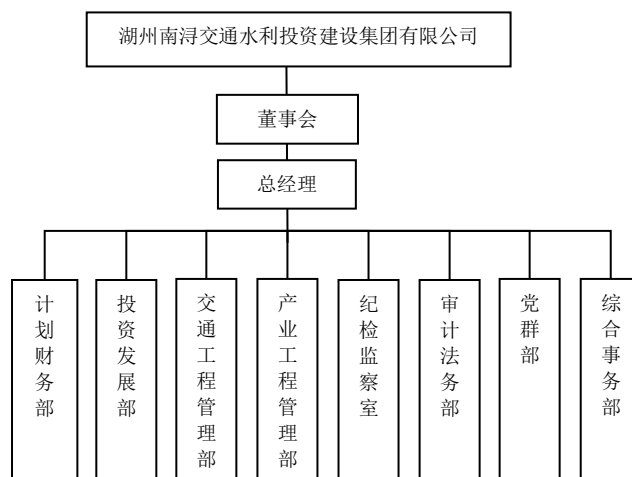 湖州南浔交通水利投资建设集团有限公司
董事会
总经理
计划财务部
投资发展部
交通工程管理部
产业工程管理部
纪检监察室
审计法务部
党群部
综合事务部